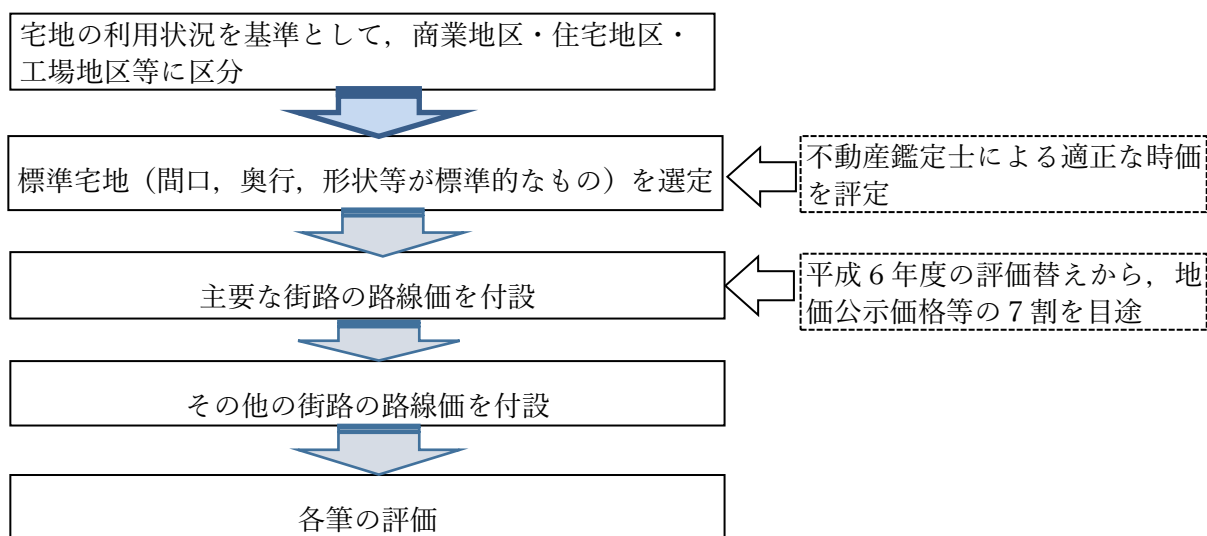 宅地の利用状況を基準として，商業地区・住宅地区・
工場地区等に区分
標準宅地（間口，奥行，形状等が標準的なもの）を選定
不動産鑑定士による適正な時価
を評定
主要な街路の路線価を付設
平成６年度の評価替えから，地
価公示価格等の７割を目途
その他の街路の路線価を付設
各筆の評価